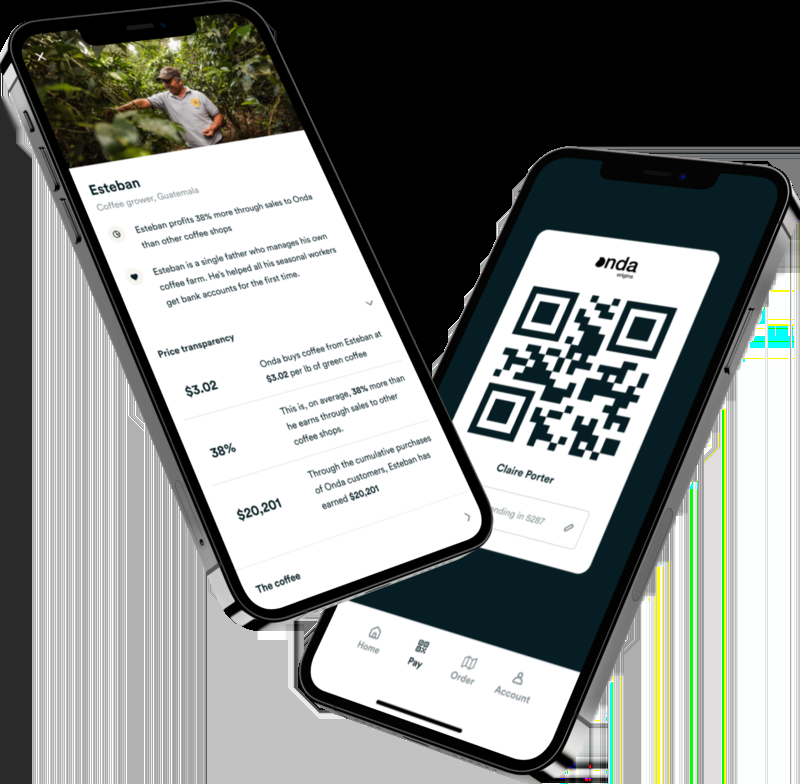 Esteban
Coffee grower, Guatemala
Esteban profits 38% more through sales to Onda
than other coffee shops
Esteban is a single father who manages his own
coffee farm. He's helped all his seasonal workers
get bank accounts for the first time.
Price transparency
$3.02
Onda buys coffee from Esteban at
$3.02 per lb of green coffee
38%
This is, on average, 38% more than
he earns through sales to other
coffee shops.
$20,201
Through the cumulative purchases
of Onda customers, Esteban has
earned $20,201
The coffee
onda
origins
Claire Porter
ending in 5287
Home
Pay
Order
Account